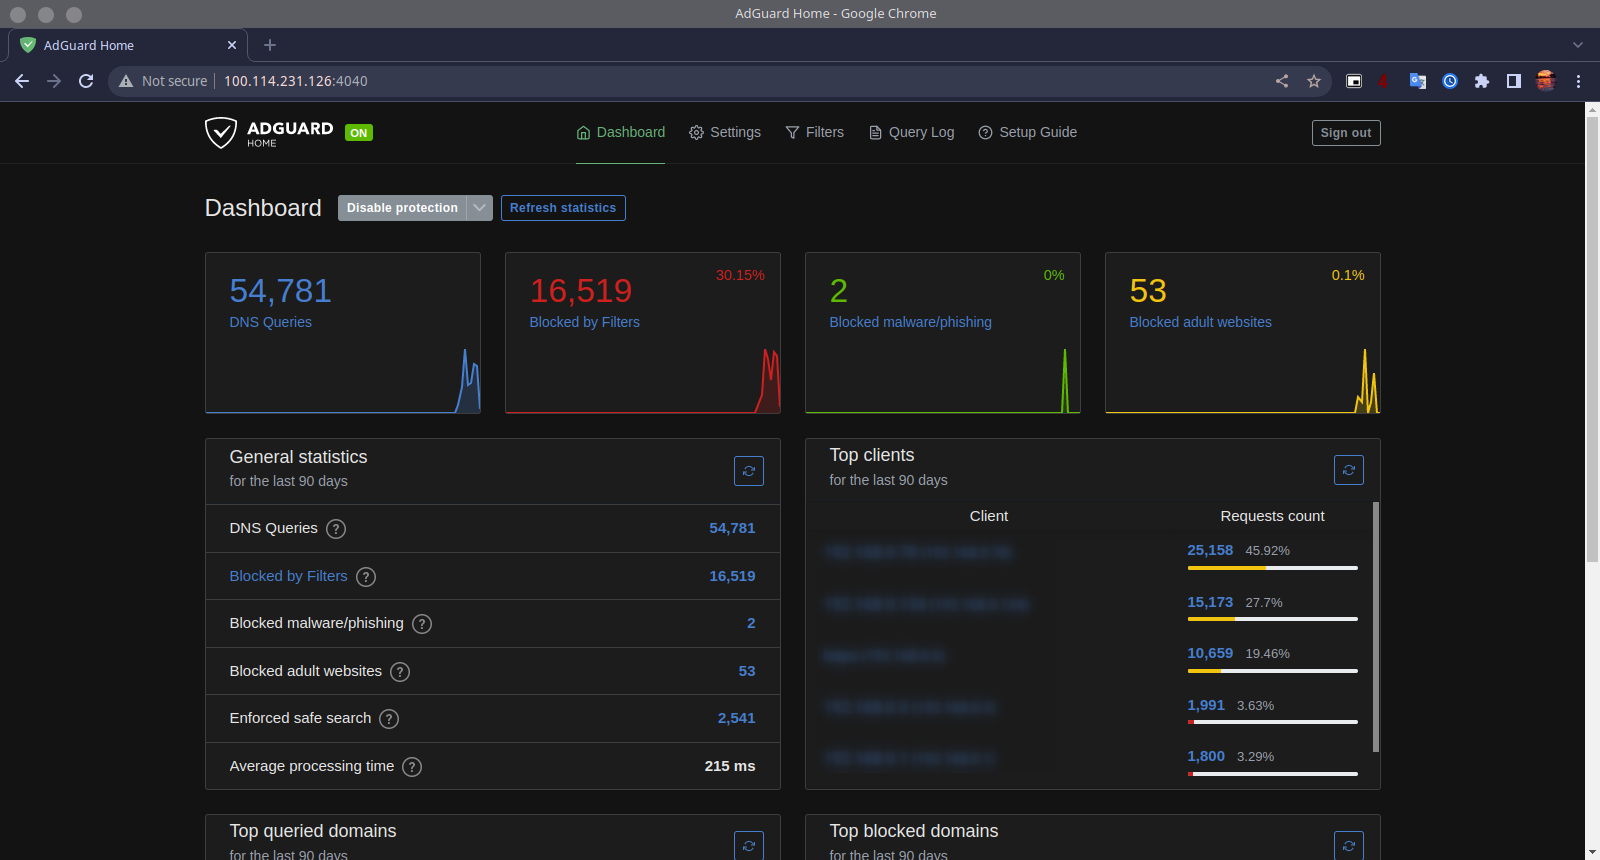 AdGuard Home - Google Chrome
AdGuard Home
Not secure
100.114.231.126:4040
ADGUARD
HOME
ON
Dashboard
Settings
Filters
Query Log
Setup Guide
Sign out
Dashboard
Disable protection
Refresh statistics
54,781
DNS Queries
30.15%
16,519
Blocked by Filters
0%
2
Blocked malware/phishing
0.1%
53
Blocked adult websites
General statistics
for the last 90 days
DNS Queries ? 54,781
Blocked by Filters ? 16,519
Blocked malware/phishing ? 2
Blocked adult websites ? 53
Enforced safe search ? 2,541
Average processing time ? 215 ms
Top clients
for the last 90 days
Client Requests count
25,158 45.92%
15,173 27.7%
10,659 19.46%
1,991 3.63%
1,800 3.29%
Top queried domains
for the last 90 days
Top blocked domains
for the last 90 days